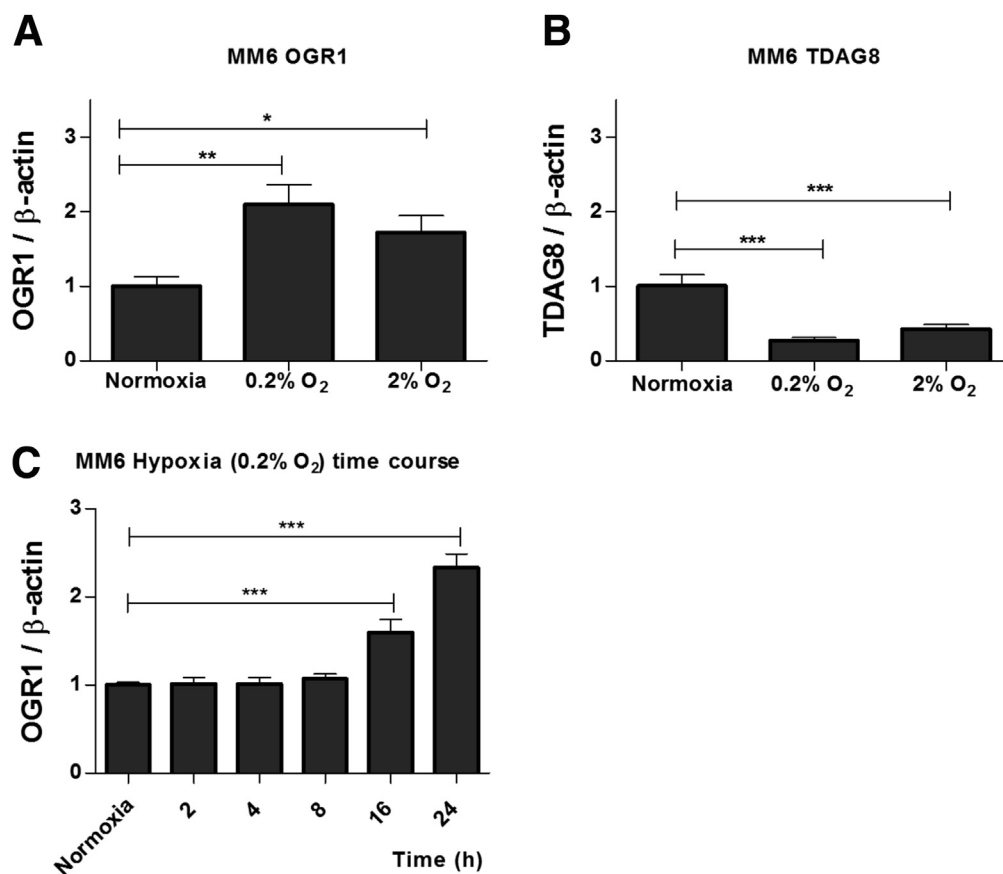 A
MM6 OGR1
OGR1 / β-actin
3
2
1
0
*
**
Normoxia 0.2% O₂ 2% O₂
B
MM6 TDAG8
TDAG8 / β-actin
3
2
1
0
***
***
Normoxia 0.2% O₂ 2% O₂
C
MM6 Hypoxia (0.2% O₂) time course
OGR1 / β-actin
3
2
1
0
***
***
Normoxia 2 4 8 16 24
Time (h)